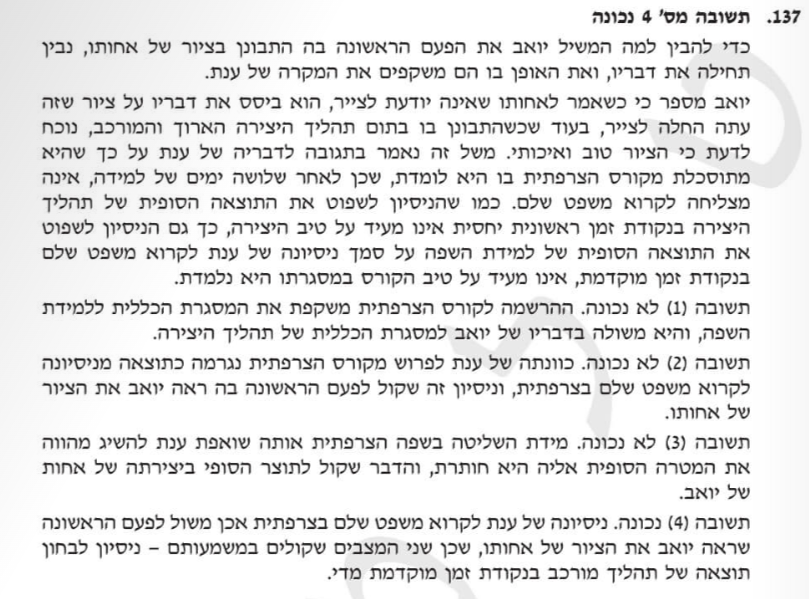 137. תשובה מס' 4 נכונה
כדי להבין למה המשיל יואב את הפעם הראשונה בה התבונן בציור של אחותו, נבין
תחילה את דבריו, ואת האופן בו הם משקפים את המקרה של ענת.
יואב מספר כי כשאמר לאחותו שאינה יודעת לצייר, הוא ביסס את דבריו על ציור שזה
עתה החלה לצייר, בעוד שכשהתבונן בו בתום תהליך היצירה הארוך והמורכב, נוכח
לדעת כי הציור טוב ואיכותי. משל זה נאמר בתגובה לדבריה של ענת על כך שהיא
מתוסכלת מקורס הצרפתית בו היא לומדת, שכן לאחר שלושה ימים של למידה, אינה
מצליחה לקרוא משפט שלם. כמו שהניסיון לשפוט את התוצאה הסופית של תהליך
היצירה בנקודת זמן ראשונית יחסית אינו מעיד על טיב היצירה, כך גם הניסיון לשפוט
את התוצאה הסופית של למידת השפה על סמך ניסיונה של ענת לקרוא משפט שלם
בנקודת זמן מוקדמת, אינו מעיד על טיב הקורס במסגרתו היא נלמדת.
תשובה (1) לא נכונה. ההרשמה לקורס הצרפתית משקפת את המסגרת הכללית ללמידת
השפה, והיא משולה בדבריו של יואב למסגרת הכללית של תהליך היצירה.
תשובה (2) לא נכונה. כוונתה של ענת לפרוש מקורס הצרפתית נגרמה כתוצאה מניסיונה
לקרוא משפט שלם בצרפתית, וניסיון זה שקול לפעם הראשונה בה ראה יואב את הציור
של אחותו.
תשובה (3) לא נכונה. מידת השליטה בשפה הצרפתית אותה שואפת ענת להשיג מהווה
את המטרה הסופית אליה היא חותרת, והדבר שקול לתוצר הסופי ביצירתה של אחות
של יואב.
תשובה (4) נכונה. ניסיונה של ענת לקרוא משפט שלם בצרפתית אכן משול לפעם הראשונה
שראה יואב את הציור של אחותו, שכן שני המצבים שקולים במשמעותם – ניסיון לבחון
תוצאה של תהליך מורכב בנקודת זמן מוקדמת מדי.